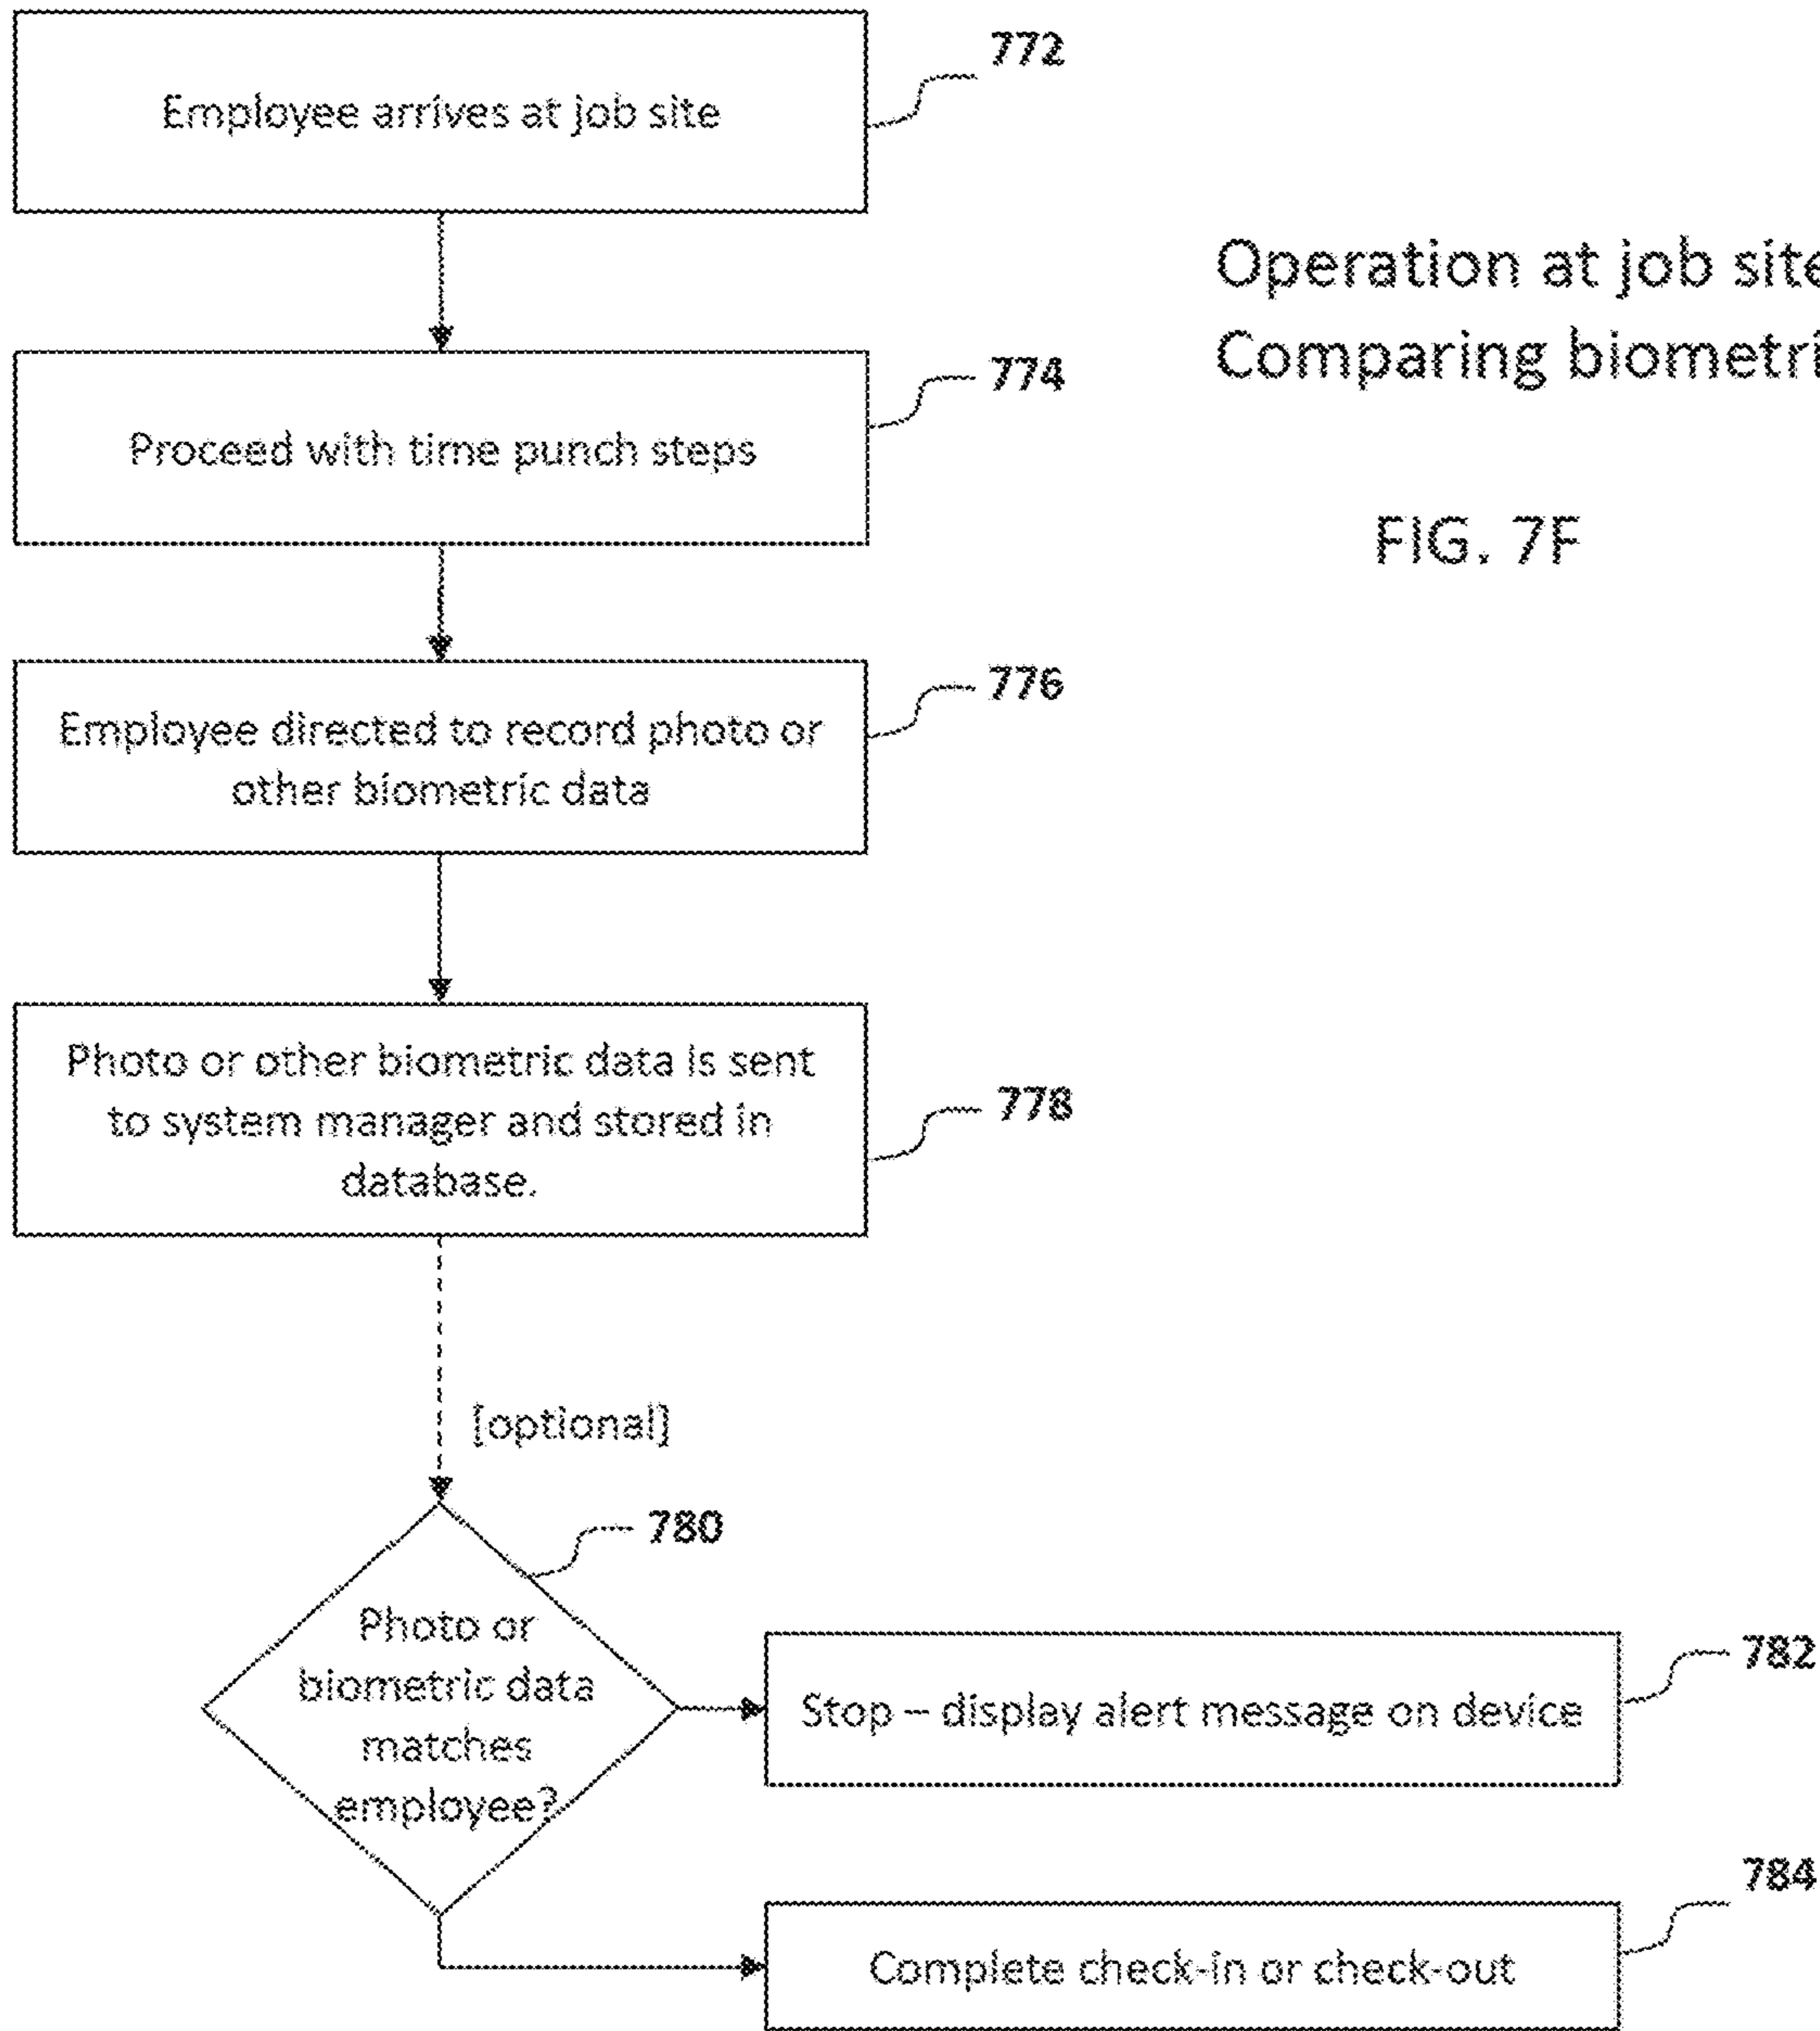 Employee arrives at job site
772
Operation at job site
Comparing
FIG. 7F
Proceed with time punch steps
774
Employee directed to record photo or
other biometric data
776
Photo or other biometric data is sent
to system manager and stored in
database.
778
[optional]
Photo or
biometric data
matches
employee?
780
Stop – display alert message on device
782
Complete check-in or check-out
784